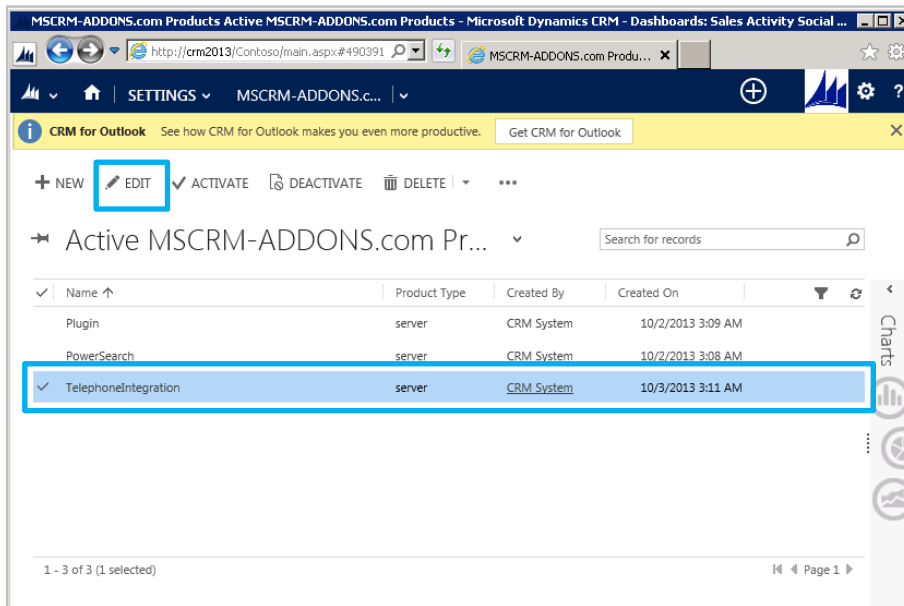 MSCRM-ADDONS.com Products Active MSCRM-ADDONS.com Products - Microsoft Dynamics CRM - Dashboards: Sales Activity Social ...
http://crm2013/Contoso/main.aspx#490391
MSCRM-ADDONS.com Produ...
SETTINGS
MSCRM-ADDONS.c...
?
CRM for Outlook See how CRM for Outlook makes you even more productive. Get CRM for Outlook
NEW EDIT ACTIVATE DEACTIVATE DELETE
Active MSCRM-ADDONS.com Pr...
Search for records
Name Product Type Created By Created On
Plugin server CRM System 10/2/2013 3:09 AM
PowerSearch server CRM System 10/2/2013 3:08 AM
TelephoneIntegration server CRM System 10/3/2013 3:11 AM
Charts
1 - 3 of 3 (1 selected)
Page 1